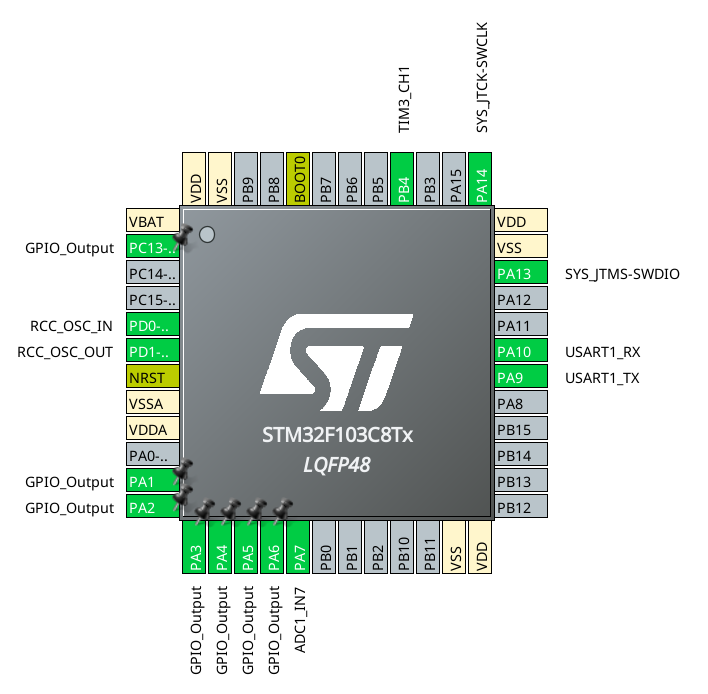 SYS_JTCK-SWCLK
TIM3_CH1
VDD
VSS
PB9
PB8
BOOT0
PB7
PB6
PB5
PB4
PB3
PA15
PA14
VBAT
GPIO_Output PC13-..
PC14-..
PC15-..
RCC_OSC_IN PD0-..
RCC_OSC_OUT PD1-..
NRST
VSSA
VDDA
PA0-..
GPIO_Output PA1
GPIO_Output PA2
ST
STM32F103C8Tx
LQFP48
VDD
VSS
PA13 SYS_JTMS-SWDIO
PA12
PA11
PA10 USART1_RX
PA9 USART1_TX
PA8
PB15
PB14
PB13
PB12
PA3
PA4
PA5
PA6
PA7
PB0
PB1
PB2
PB10
PB11
VSS
VDD
GPIO_Output
GPIO_Output
GPIO_Output
GPIO_Output
ADC1_IN7